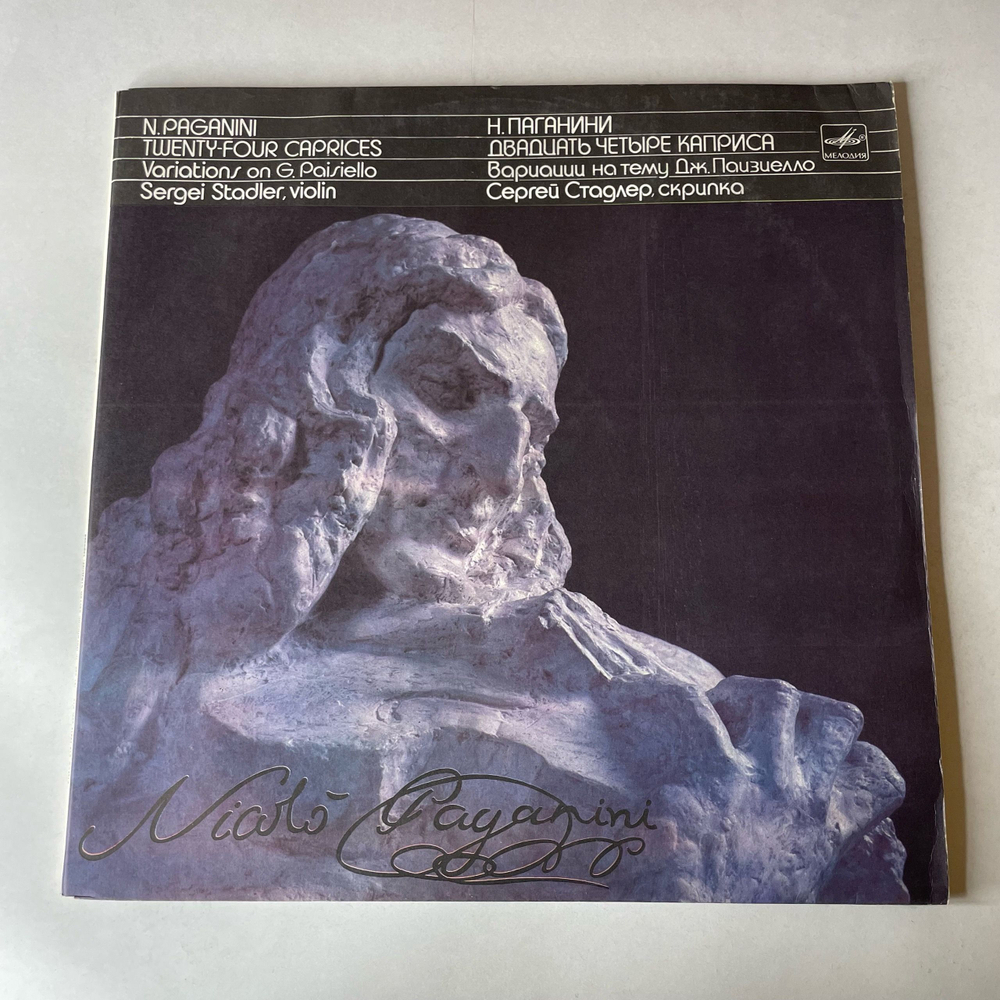 N. PAGANINI
TWENTY-FOUR CAPRICES
Variations on G. Paisiello
Sergei Stadler, violin
Н. ПАГАНИНИ
ДВАДЦАТЬ ЧЕТЫРЕ КАПРИСА
Вариации на тему Дж. Паизиелло
Сергей Стадлер, скрипка
МЕЛОДИЯ
Nicolò Paganini